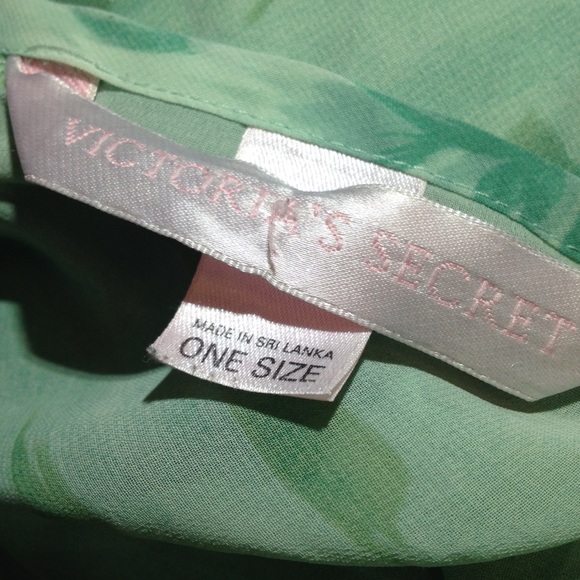 VICTORIA'S SECRET
MADE IN SRI LANKA
ONE SIZE